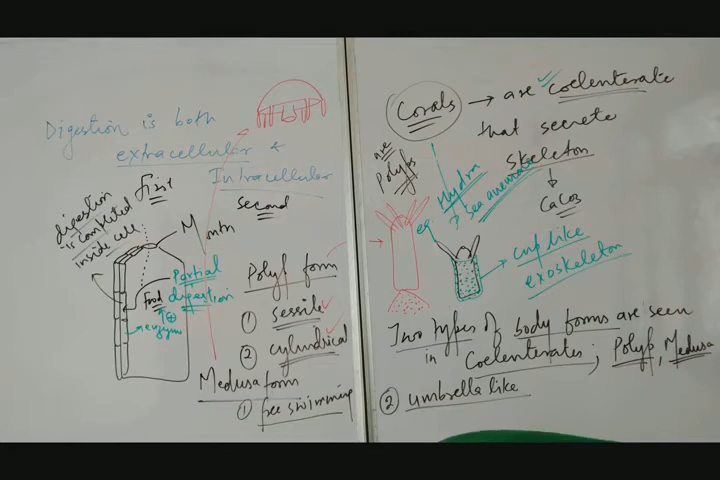 Digestion is both
extracellular &
Intracellular
first
second
digestion
is completed
inside cell
Mouth
Partial
digestion
Food
enzyme
Polyp form
① sessile
② cylindrical
Medusa form
① free swimming
Corals → are coelenterate
that secrete
skeleton
CaCO3
are
Polyps
eg. Hydra
sea anemone
cup like
exoskeleton
Two types of body forms are seen
in Coelenterates; Polyp, Medusa
② umbrella like